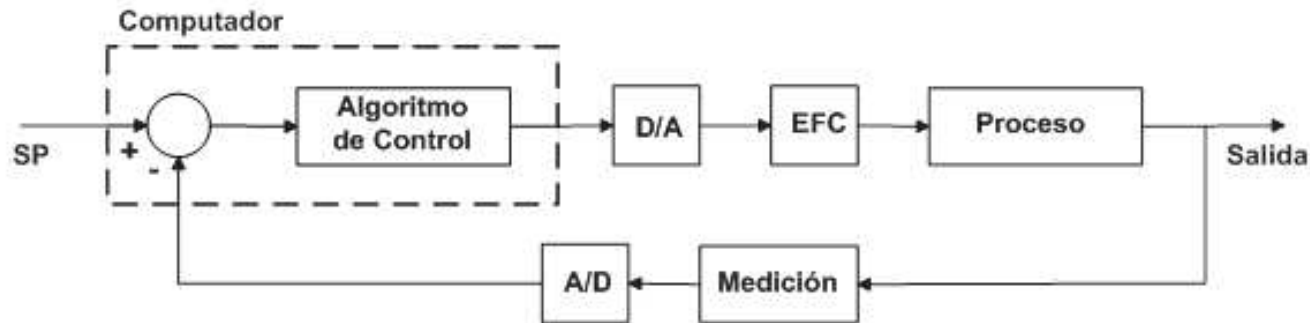 Computador
SP
+
-
Algoritmo
de Control
D/A
EFC
Proceso
Salida
A/D
Medición